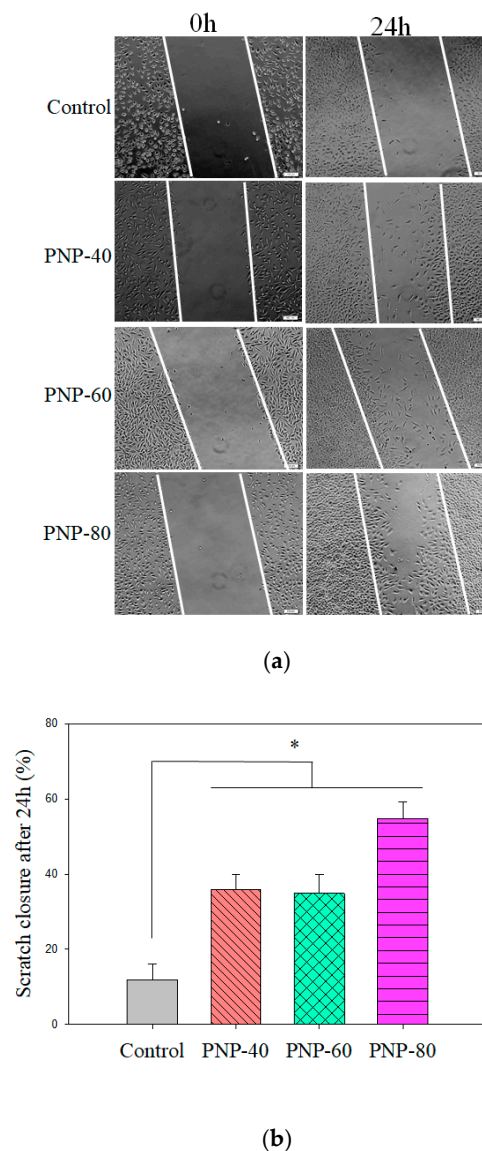 0h 24h
Control
PNP-40
PNP-60
PNP-80
(a)
80
*
60
40
20
0
Scratch closure after 24h (%)
Control PNP-40 PNP-60 PNP-80
(b)